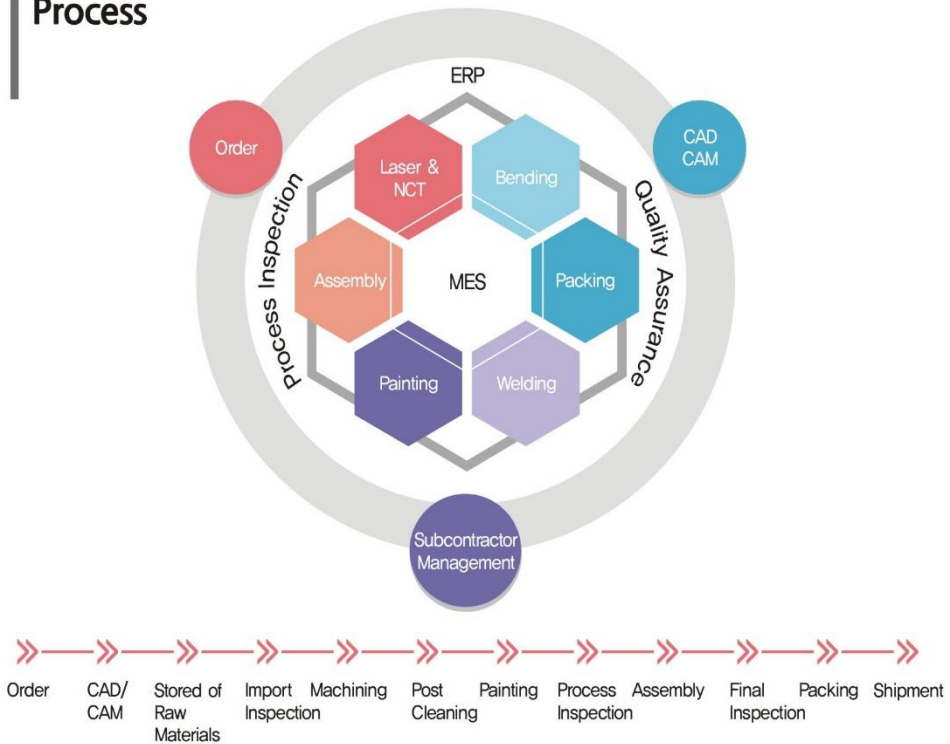 Process
ERP
Order
CAD
CAM
Laser &
NCT
Bending
Process Inspection
Quality Assurance
Assembly
MES
Packing
Painting
Welding
Subcontractor
Management
Order
CAD/
CAM
Stored of
Raw
Materials
Import
Inspection
Machining
Post
Cleaning
Painting
Process
Inspection
Assembly
Final
Inspection
Packing
Shipment